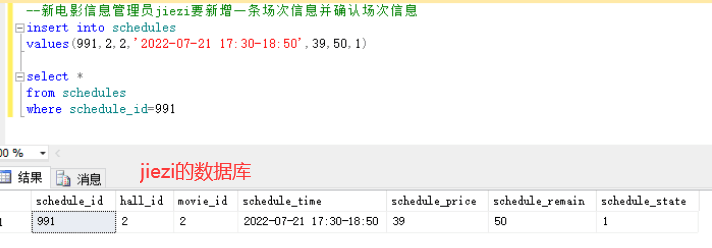 --新电影信息管理员jiezi要新增一条场次信息并确认场次信息
insert into schedules
values(991,2,2,'2022-07-21 17:30-18:50',39,50,1)
select *
from schedules
where schedule_id=991
00 %
jiezi的数据库
结果 消息
schedule_id hall_id movie_id schedule_time schedule_price schedule_remain schedule_state
1 991 2 2 2022-07-21 17:30-18:50 39 50 1